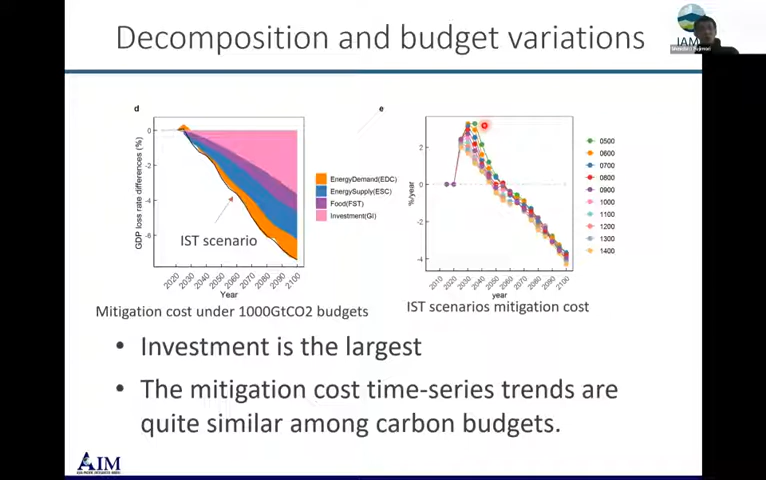 Decomposition and budget variations
IAM
d
GDP loss rate differences (%)
0
-2
-4
-6
IST scenario
2020
2030
2040
2050
2060
2070
2080
2090
2100
Year
EnergyDemand(EDC)
EnergySupply(ESC)
Food(FST)
Investment(GI)
Mitigation cost under 1000GtCO2 budgets
e
%/year
2
0
-2
-4
2010
2020
2030
2040
2050
2060
2070
2080
2090
2100
year
0500
0600
0700
0800
0900
1000
1100
1200
1300
1400
IST scenarios mitigation cost
• Investment is the largest
• The mitigation cost time-series trends are
quite similar among carbon budgets.
AIM